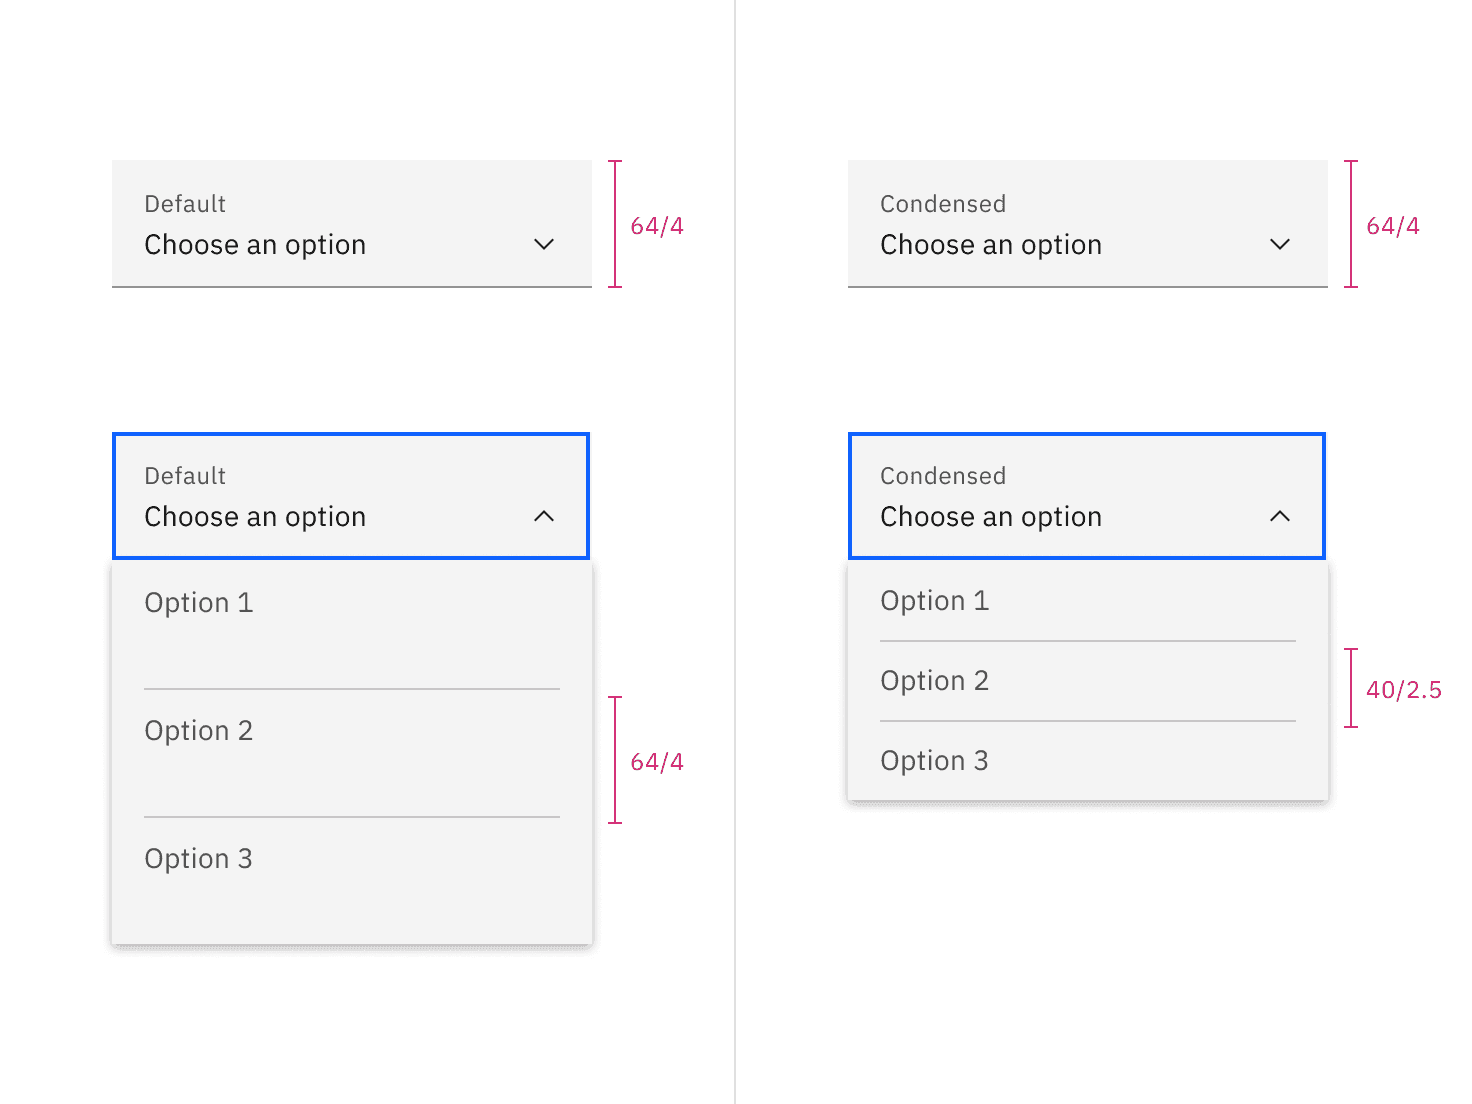 Default
Choose an option
64/4
Default
Choose an option
Option 1
Option 2
64/4
Option 3
Condensed
Choose an option
64/4
Condensed
Choose an option
Option 1
Option 2
40/2.5
Option 3